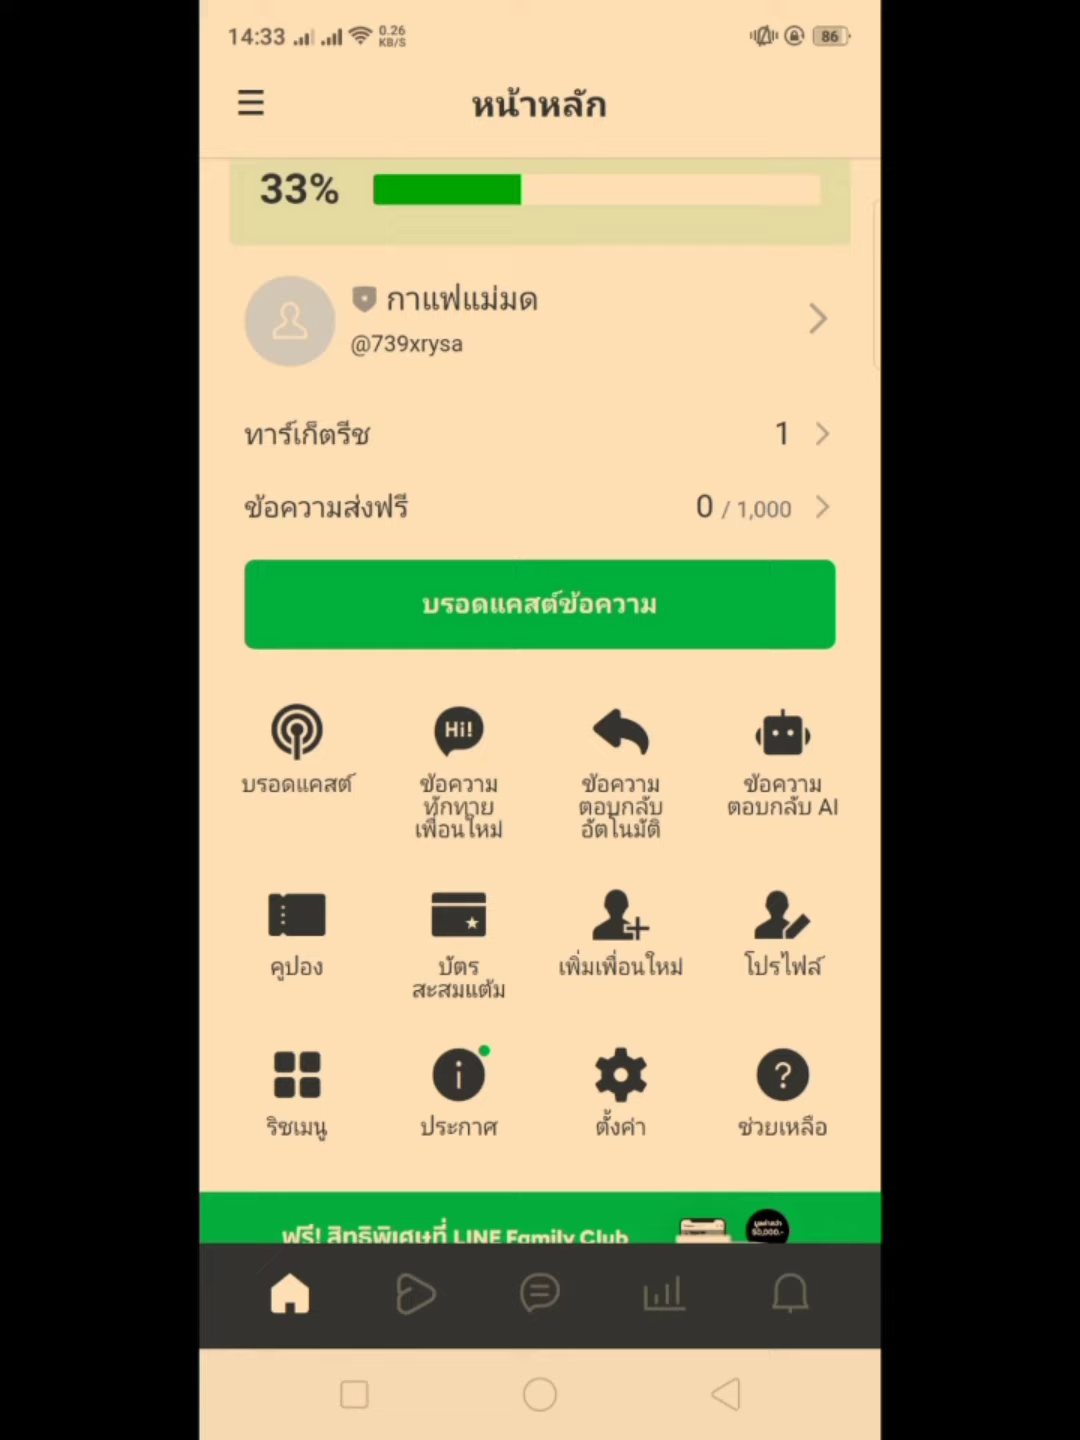 14:33 0.26 KB/S 86
หน้าหลัก
33%
กาแฟแม่มด
@739xrysa
ทาร์เก็ตรีช 1
ข้อความส่งฟรี 0 / 1,000
บรอดแคสต์ข้อความ
Hi!
บรอดแคสต์
ข้อความ
ทักทาย
เพื่อนใหม่
ข้อความ
ตอบกลับ
อัตโนมัติ
ข้อความ
ตอบกลับ AI
คูปอง
บัตร
สะสมแต้ม
เพิ่มเพื่อนใหม่
โปรไฟล์
ริชเมนู
ประกาศ
ตั้งค่า
ช่วยเหลือ
ฟรี! สิทธิพิเศษที่ LINE Family Club
มูลค่ากว่า
50,000.-